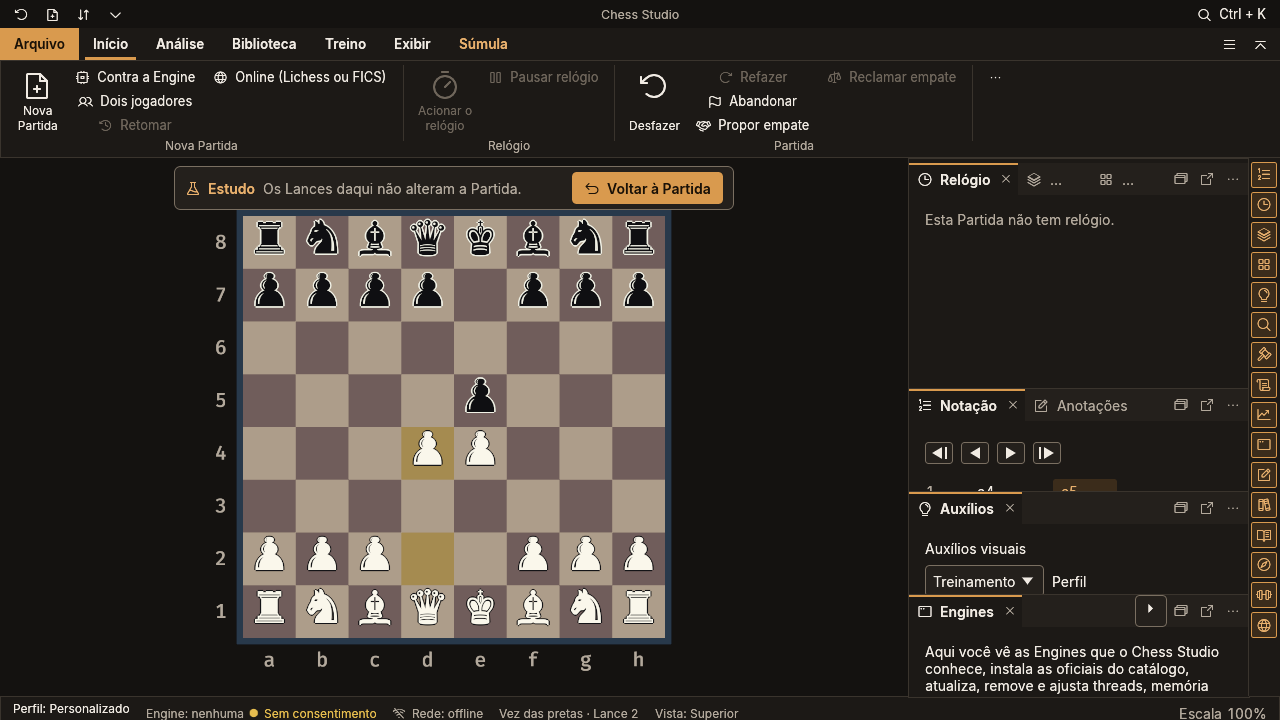 Chess Studio
Ctrl + K
Arquivo Início Análise Biblioteca Treino Exibir Súmula
Nova Partida
Contra a Engine
Online (Lichess ou FICS)
Dois jogadores
Retomar
Nova Partida
Acionar o relógio
Pausar relógio
Relógio
Desfazer
Refazer
Reclamar empate
Abandonar
Propor empate
Partida
...
Estudo Os Lances daqui não alteram a Partida.
Voltar à Partida
8
7
6
5
4
3
2
1
a b c d e f g h
Relógio
...
...
Esta Partida não tem relógio.
Notação
Anotações
1 e4 e5
Auxílios
Auxílios visuais
Treinamento Perfil
Engines
Aqui você vê as Engines que o Chess Studio
conhece, instala as oficiais do catálogo,
atualiza, remove e ajusta threads, memória
Perfil: Personalizado Engine: nenhuma Sem consentimento Rede: offline Vez das pretas · Lance 2 Vista: Superior Escala 100%